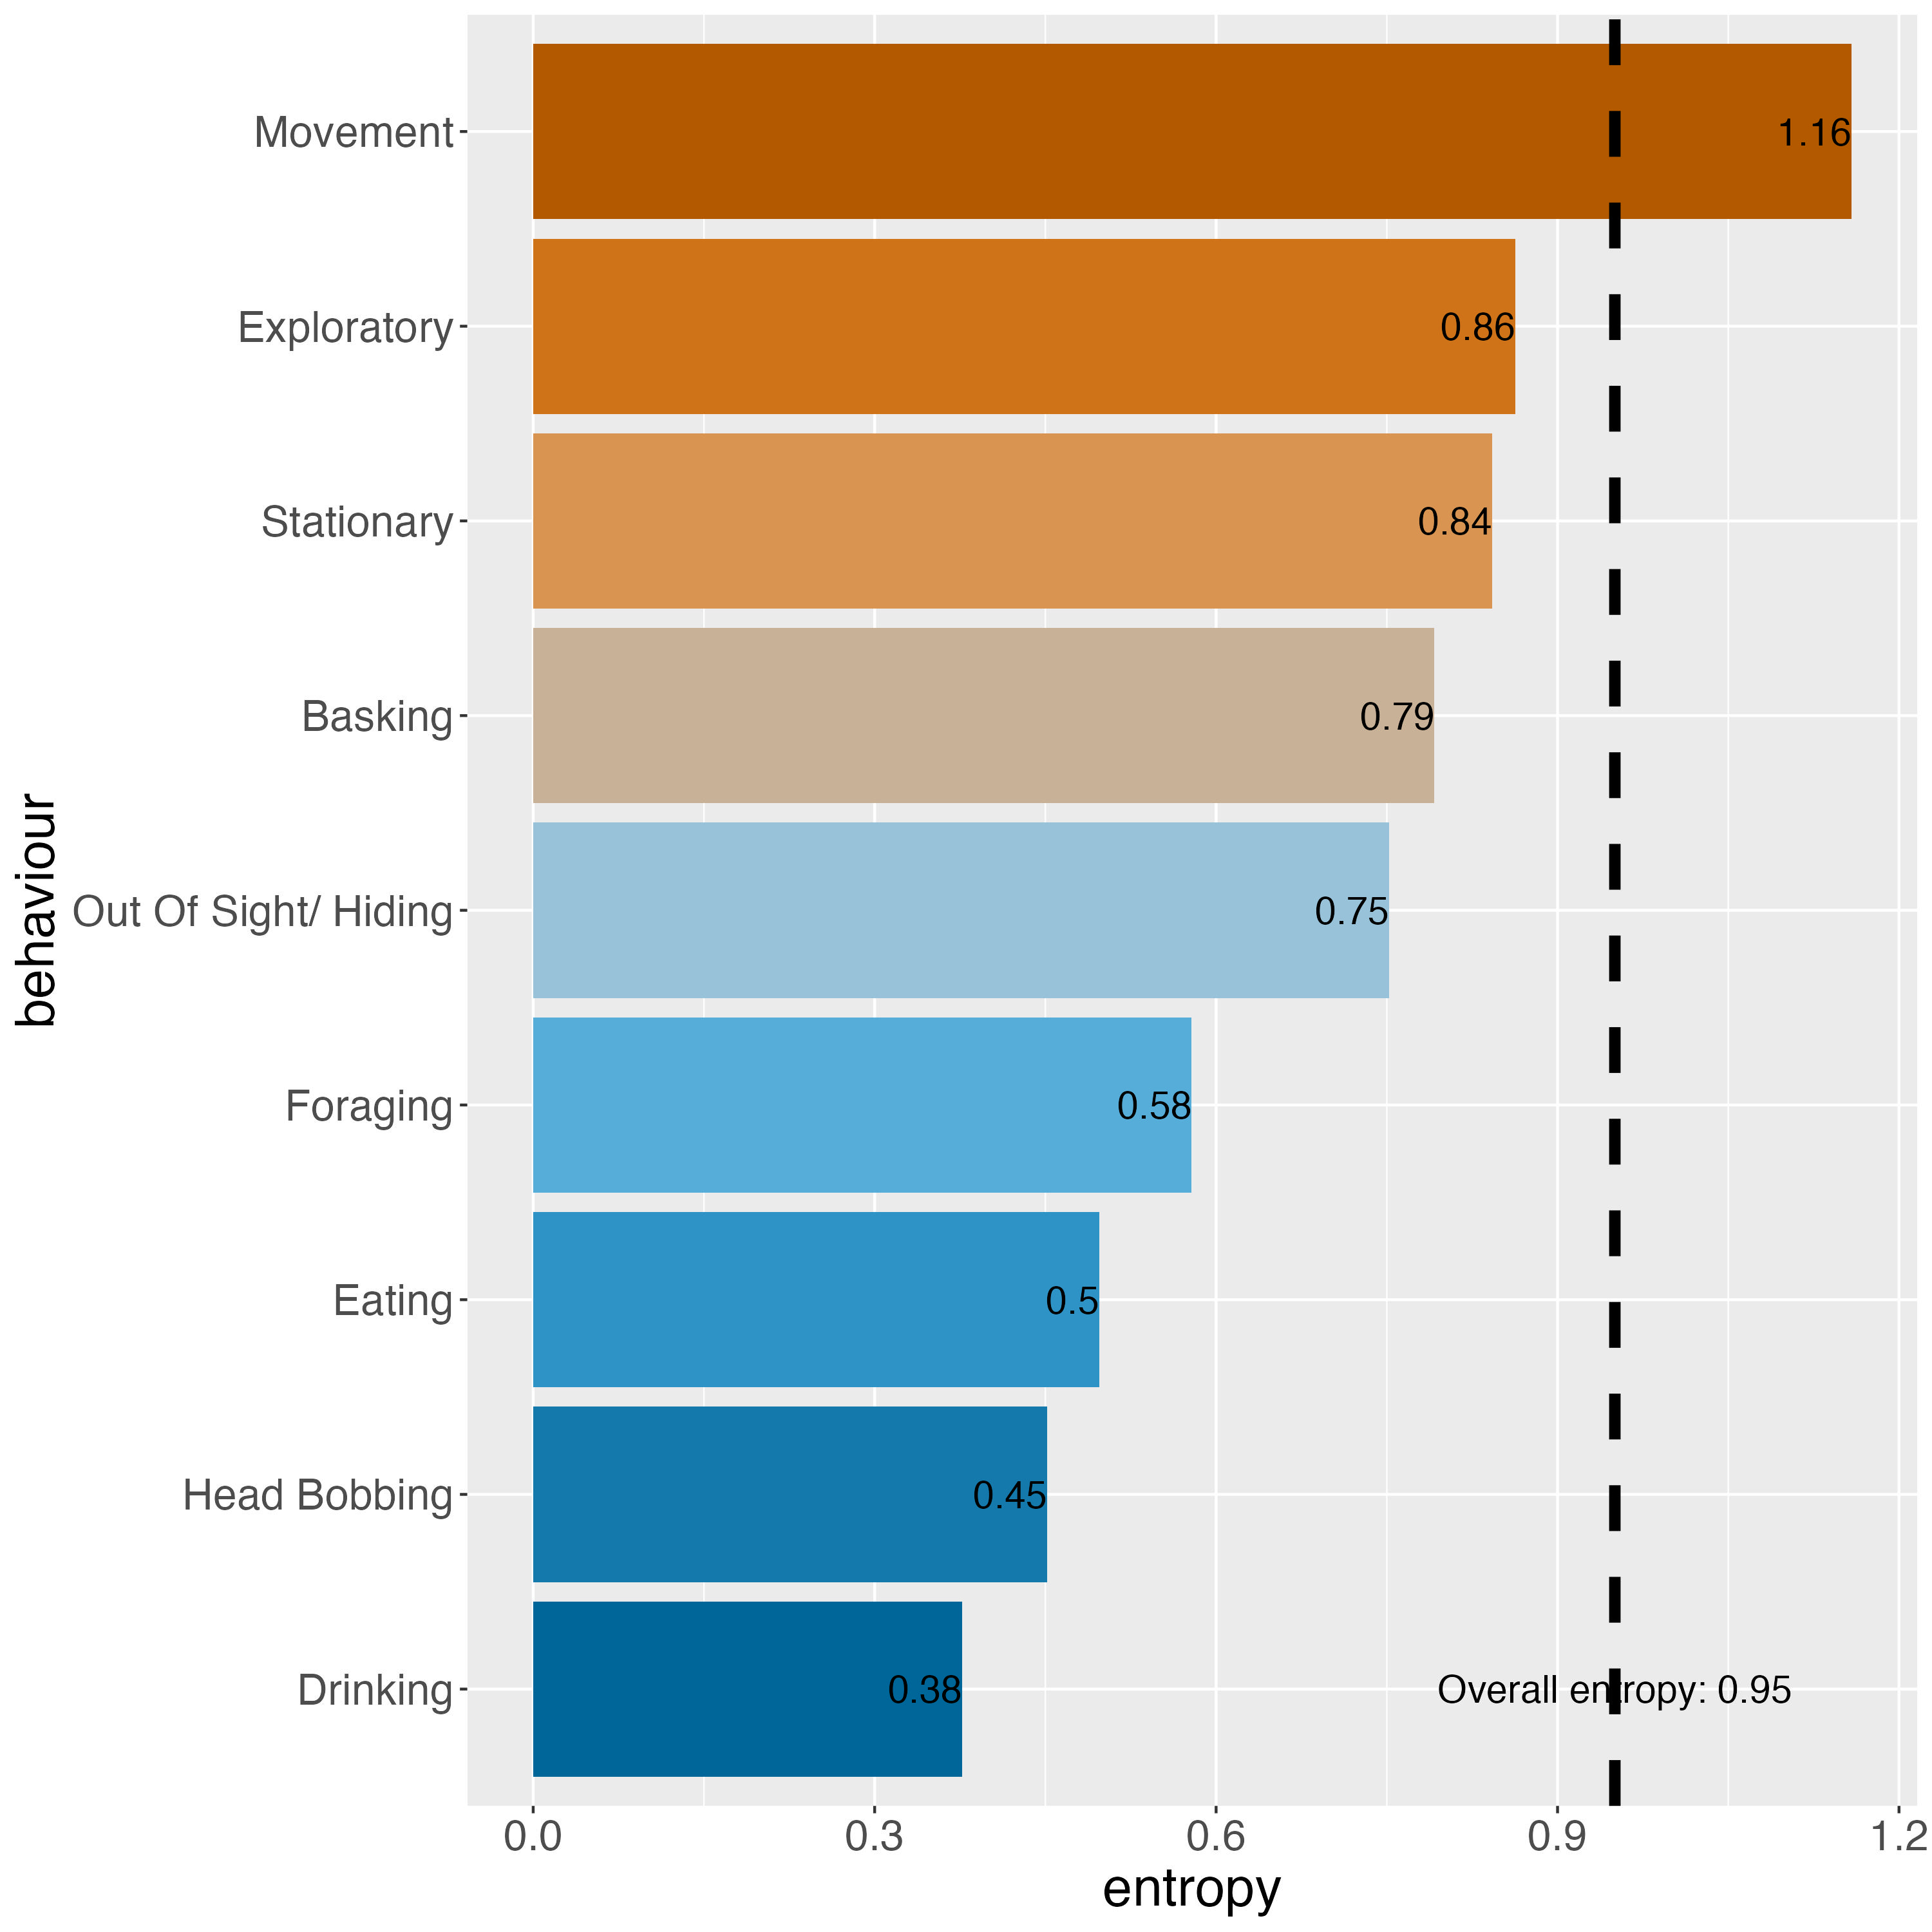 behaviour
Movement
1.16
Exploratory
0.86
Stationary
0.84
Basking
0.79
Out Of Sight/ Hiding
0.75
Foraging
0.58
Eating
0.5
Head Bobbing
0.45
Drinking
0.38
Overall entropy: 0.95
0.0 0.3 0.6 0.9 1.2
entropy